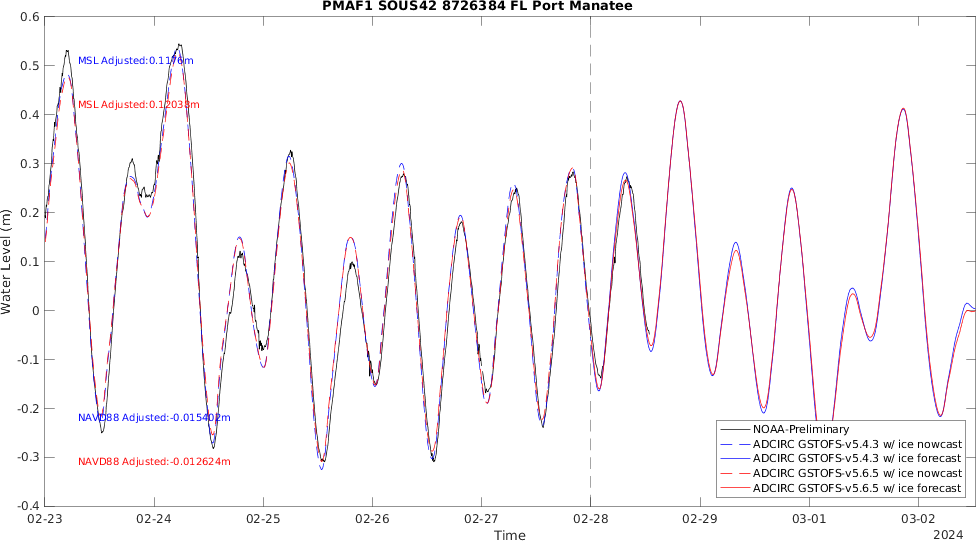 PMAF1 SOUS42 8726384 FL Port Manatee
0.6
0.5
0.4
0.3
0.2
0.1
0
-0.1
-0.2
-0.3
-0.4
Water Level (m)
MSL Adjusted:0.1176m
MSL Adjusted:0.12038m
NAVD88 Adjusted:-0.015402m
NAVD88 Adjusted:-0.012624m
NOAA-Preliminary
ADCIRC GSTOFS-v5.4.3 w/ ice nowcast
ADCIRC GSTOFS-v5.4.3 w/ ice forecast
ADCIRC GSTOFS-v5.6.5 w/ ice nowcast
ADCIRC GSTOFS-v5.6.5 w/ ice forecast
02-23 02-24 02-25 02-26 02-27 02-28 02-29 03-01 03-02
Time
2024